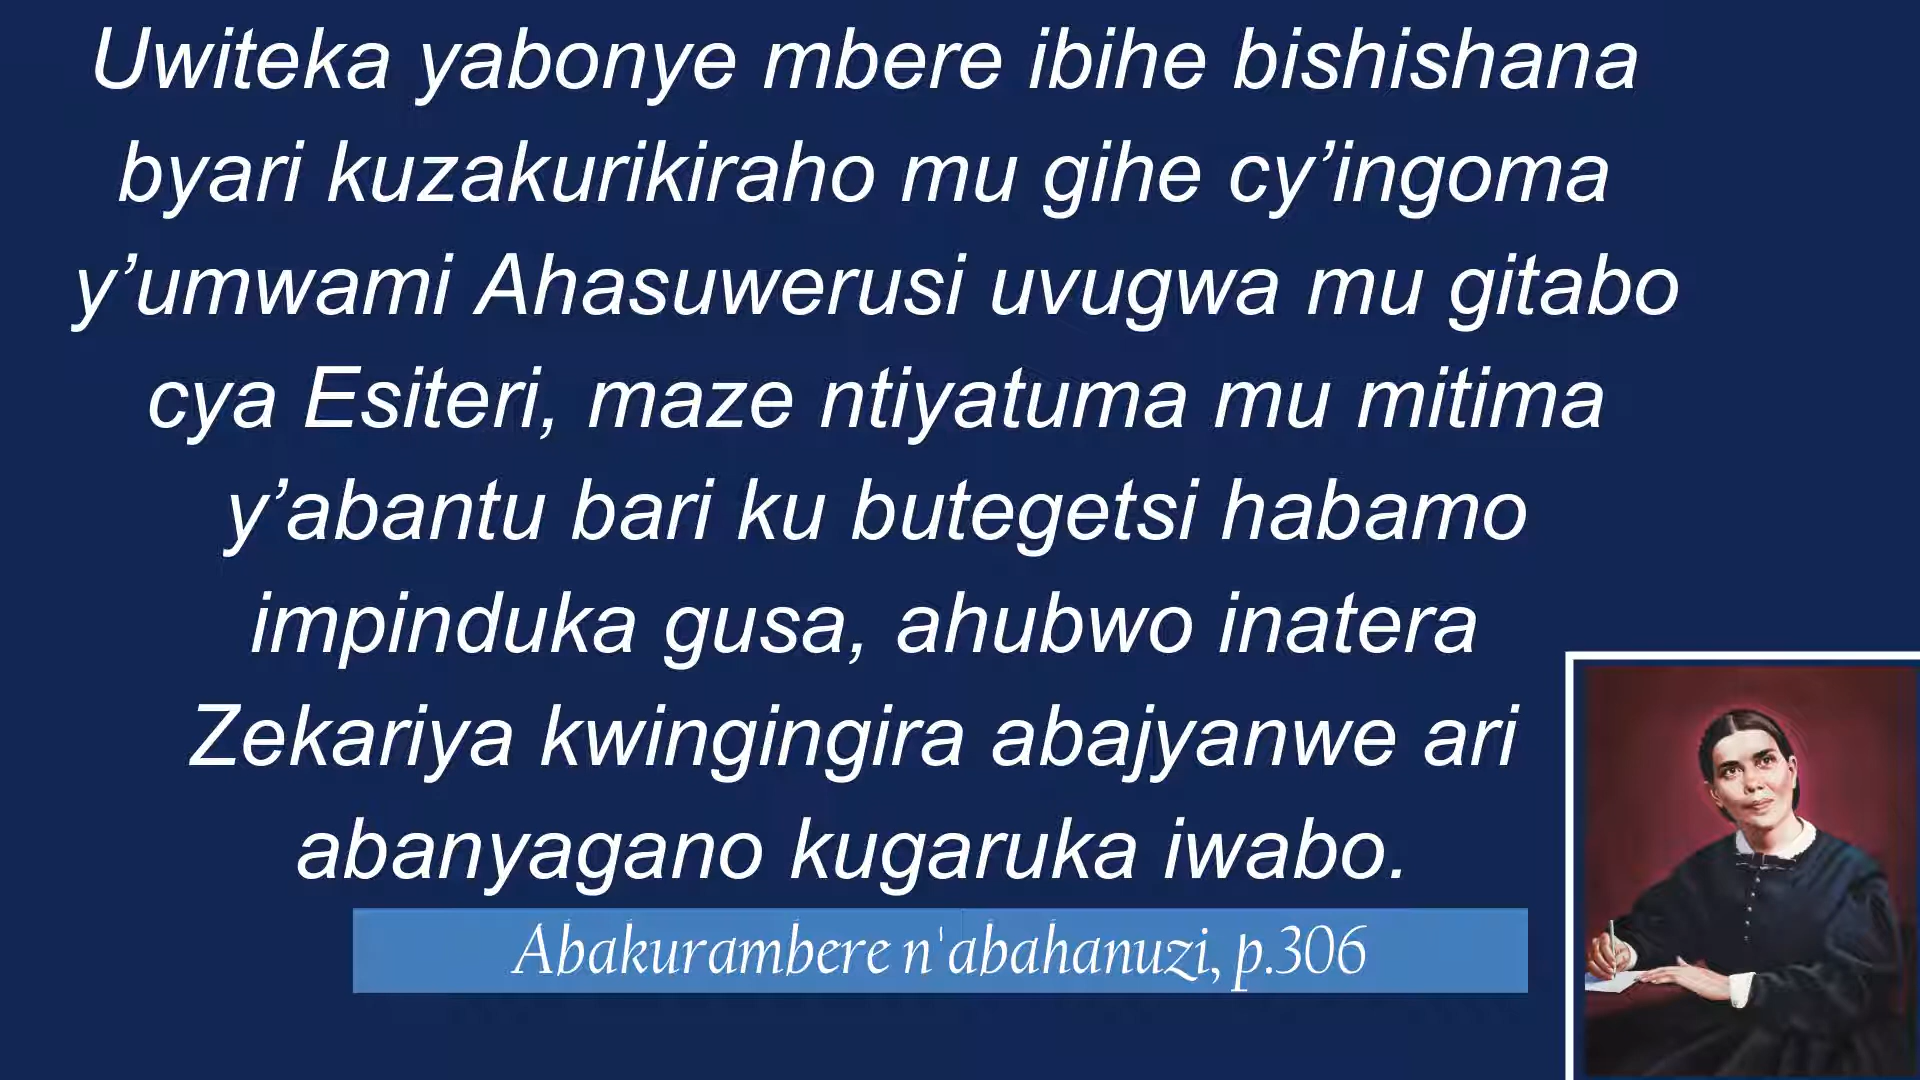 Uwiteka yabonye mbere ibihe bishishana
byari kuzakurikiraho mu gihe cy’ingoma
y’umwami Ahasuwerusi uvugwa mu gitabo
cya Esiteri, maze ntiyatuma mu mitima
y’abantu bari ku butegetsi habamo
impinduka gusa, ahubwo inatera
Zekariya kwingingira abajyanwe ari
abanyagano kugaruka iwabo.
Abakurambere n'abahanuzi, p.306